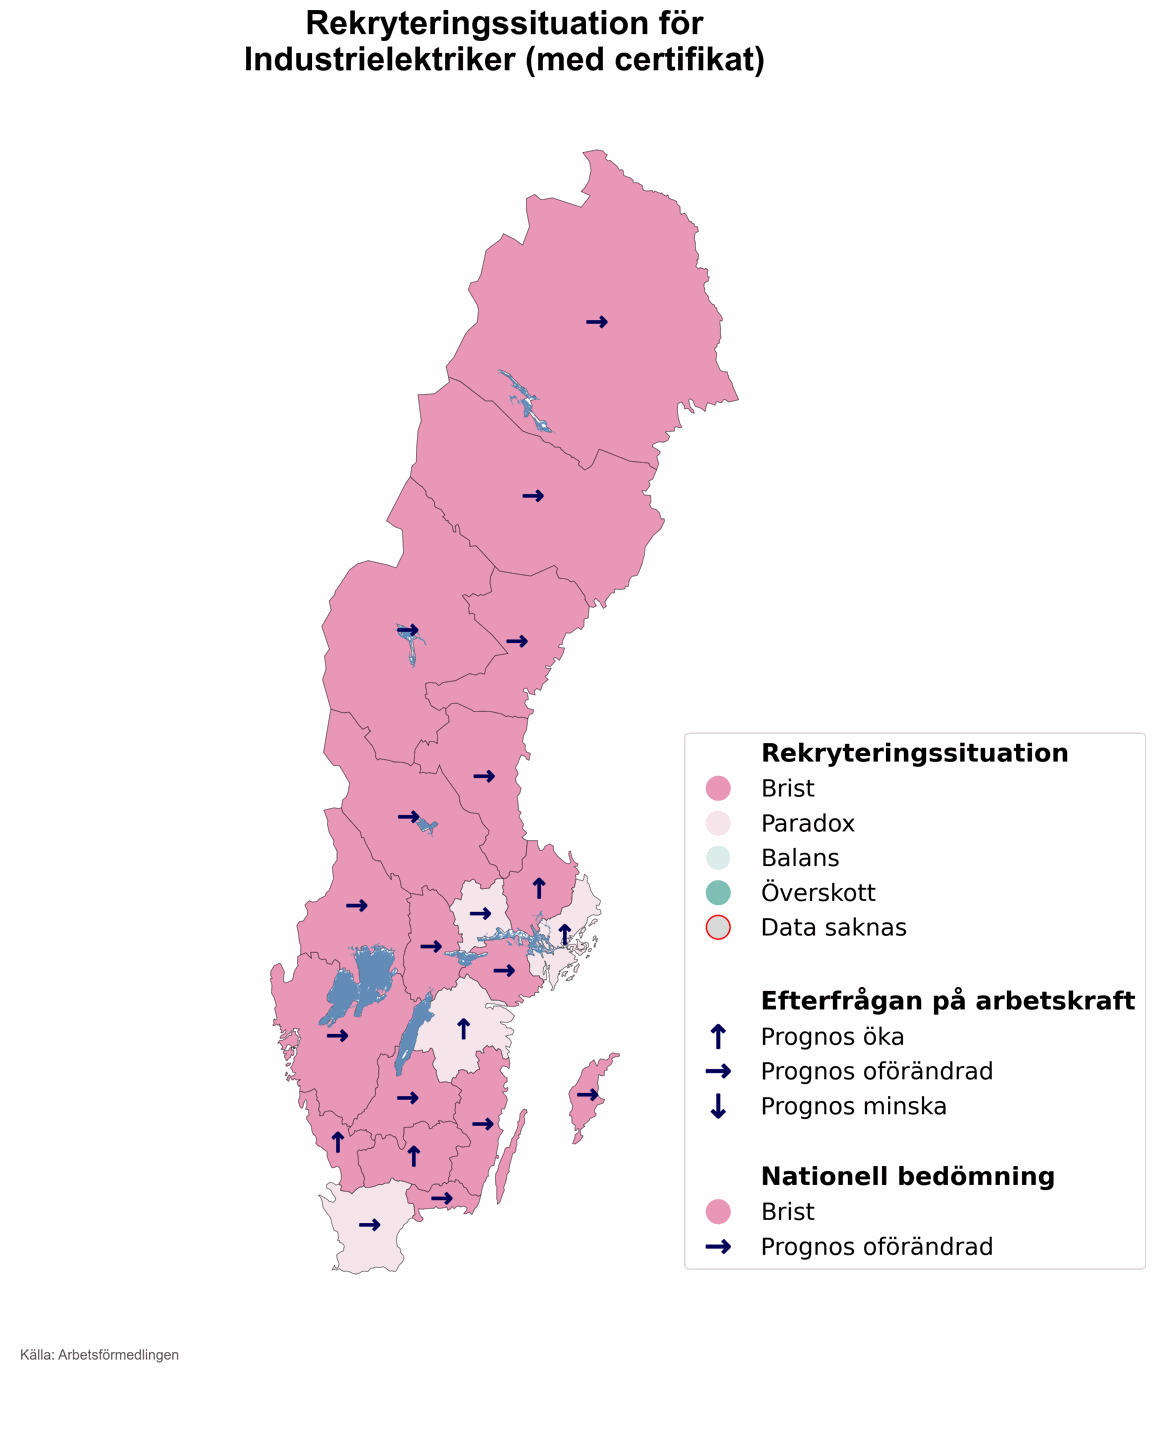 Rekryteringssituation för
Industrielektriker (med certifikat)
Rekryteringssituation
Brist
Paradox
Balans
Överskott
Data saknas
Efterfrågan på arbetskraft
Prognos öka
Prognos oförändrad
Prognos minska
Nationell bedömning
Brist
Prognos oförändrad
Källa: Arbetsförmedlingen